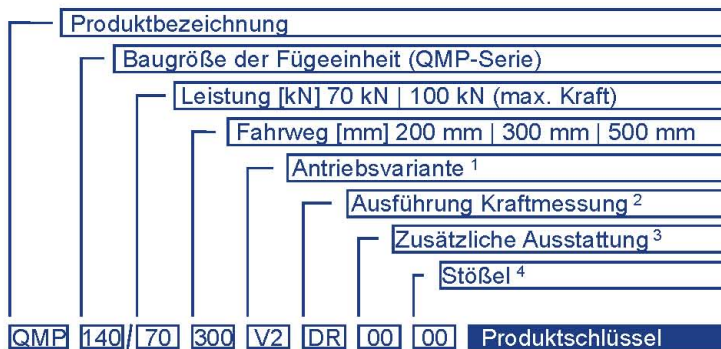 Produktbezeichnung
Baugröße der Fügeeinheit (QMP-Serie)
Leistung [kN] 70 kN | 100 kN (max. Kraft)
Fahrweg [mm] 200 mm | 300 mm | 500 mm
Antriebsvariante ¹
Ausführung Kraftmessung ²
Zusätzliche Ausstattung ³
Stößel ⁴
QMP 140/ 70 300 V2 DR 00 00 Produktschlüssel